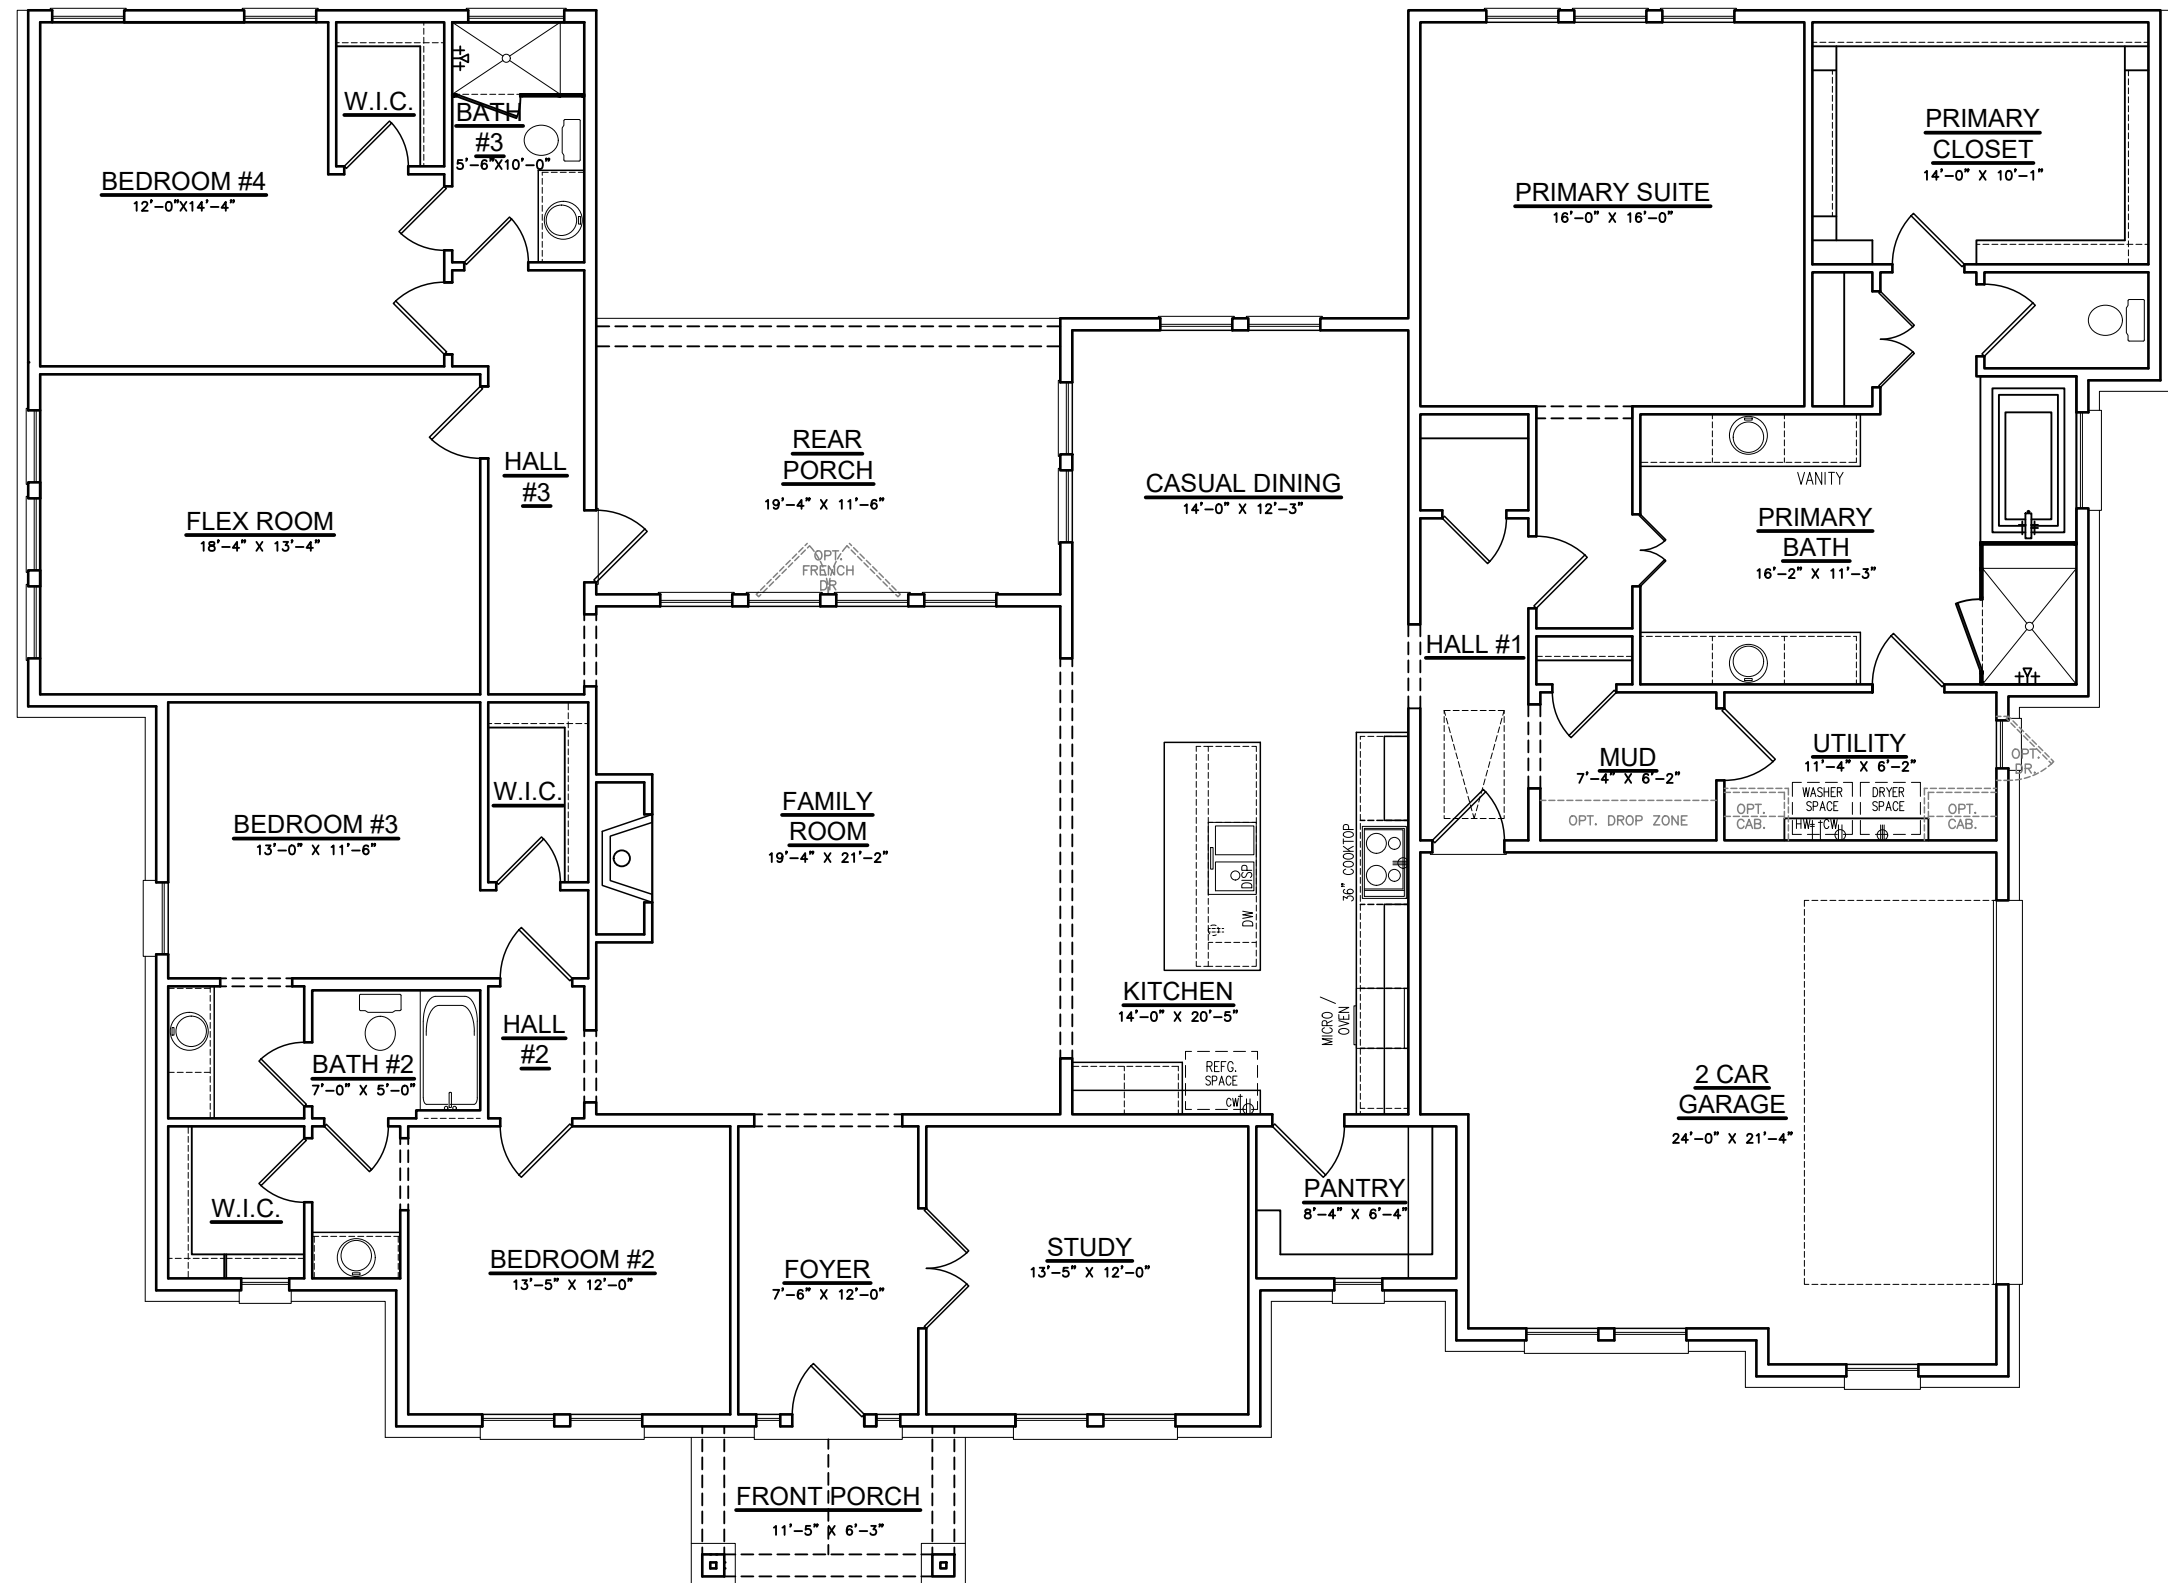 W.I.C.
BATH
#3
5'-6"X10'-0"
BEDROOM #4
12'-0"X14'-4"
PRIMARY
CLOSET
14'-0" X 10'-1"
PRIMARY SUITE
16'-0" X 16'-0"
REAR
PORCH
19'-4" X 11'-6"
HALL
#3
FLEX ROOM
18'-4" X 13'-4"
OPT.
FRENCH
DR
CASUAL DINING
14'-0" X 12'-3"
VANITY
PRIMARY
BATH
16'-2" X 11'-3"
HALL #1
MUD
7'-4" X 6'-2"
OPT. DROP ZONE
UTILITY
11'-4" X 6'-2"
OPT.
DR.
OPT.
CAB.
WASHER
SPACE
DRYER
SPACE
OPT.
CAB.
HW
CW
W.I.C.
BEDROOM #3
13'-0" X 11'-6"
FAMILY
ROOM
19'-4" X 21'-2"
36" COOKTOP
DISP
DW
KITCHEN
14'-0" X 20'-5"
MICRO /
OVEN
REFG.
SPACE
CW
HALL
#2
BATH #2
7'-0" X 5'-0"
2 CAR
GARAGE
24'-0" X 21'-4"
W.I.C.
BEDROOM #2
13'-5" X 12'-0"
FOYER
7'-6" X 12'-0"
STUDY
13'-5" X 12'-0"
PANTRY
8'-4" X 6'-4"
FRONT PORCH
11'-5" X 6'-3"